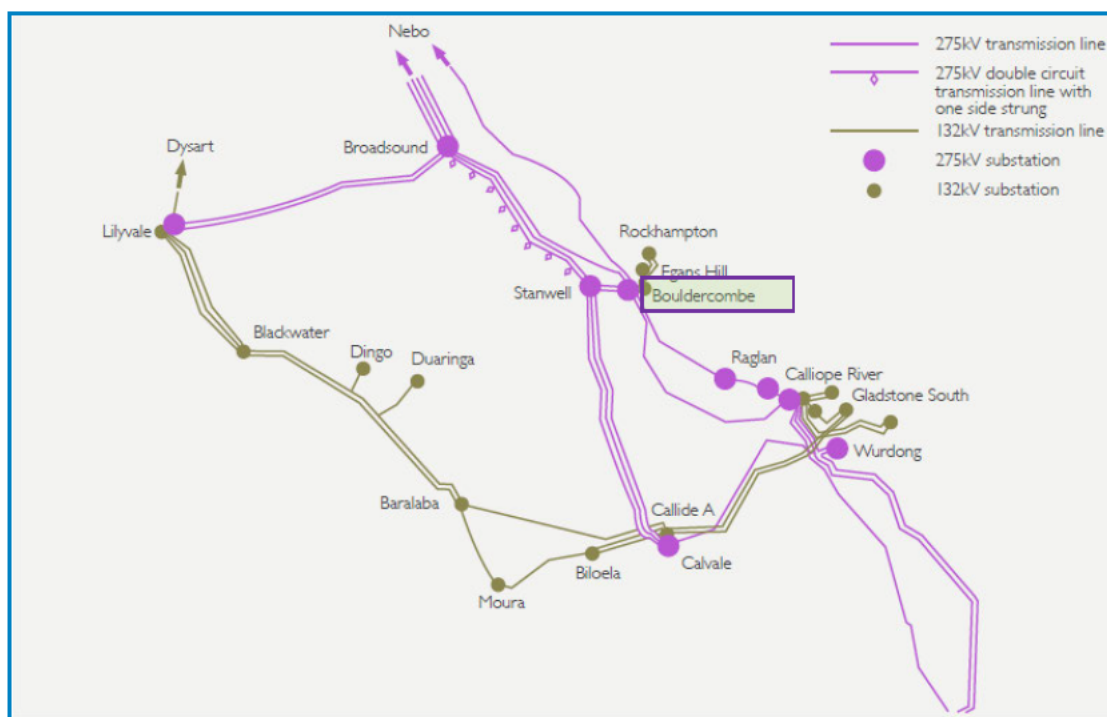 Nebo
275kV transmission line
275kV double circuit
transmission line with
one side strung
132kV transmission line
275kV substation
132kV substation
Dysart
Broadsound
Lilyvale
Rockhampton
Egans Hill
Bouldercombe
Stanwell
Blackwater
Dingo
Duaringa
Raglan
Calliope River
Gladstone South
Wurdong
Baralaba
Callide A
Calvale
Biloela
Moura